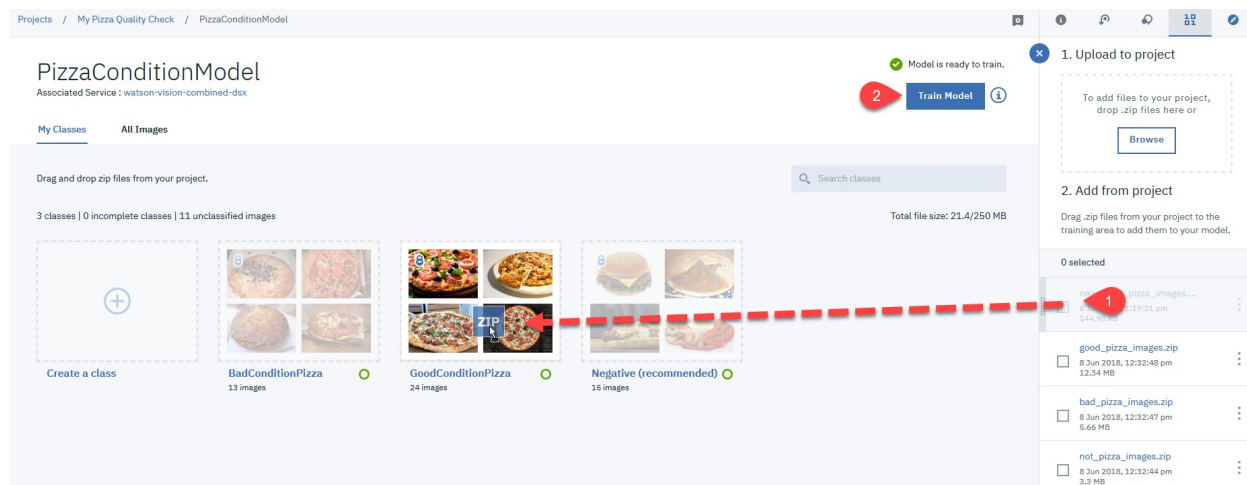 Projects / My Pizza Quality Check / PizzaConditionModel
PizzaConditionModel
Associated Service : watson-vision-combined-dsx
Model is ready to train.
2
Train Model
My Classes All Images
Drag and drop zip files from your project.
Search classes
3 classes | 0 incomplete classes | 11 unclassified images
Total file size: 21.4/250 MB
ZIP
Create a class
BadConditionPizza
13 images
GoodConditionPizza
24 images
Negative (recommended)
15 images
1. Upload to project
To add files to your project,
drop .zip files here or
Browse
2. Add from project
Drag .zip files from your project to the
training area to add them to your model.
0 selected
1
pizza_images....
19:21 pm
good_pizza_images.zip
8 Jun 2018, 12:32:48 pm
12.34 MB
bad_pizza_images.zip
8 Jun 2018, 12:32:47 pm
5.66 MB
not_pizza_images.zip
8 Jun 2018, 12:32:44 pm
3.3 MB